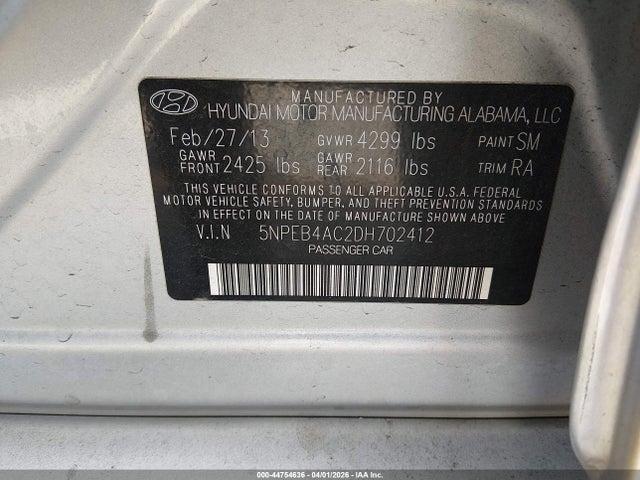 MANUFACTURED BY
HYUNDAI MOTOR MANUFACTURING ALABAMA, LLC
Feb/27/13 GVWR 4299 lbs PAINT SM
GAWR FRONT 2425 lbs GAWR REAR 2116 lbs TRIM RA
THIS VEHICLE CONFORMS TO ALL APPLICABLE U.S.A. FEDERAL
MOTOR VEHICLE SAFETY, BUMPER, AND THEFT PREVENTION STANDARDS
IN EFFECT ON THE DATE OF MANUFACTURE SHOWN ABOVE
V.I.N 5NPEB4AC2DH702412
PASSENGER CAR
000-44754636 - 04/01/2026 - IAA Inc.